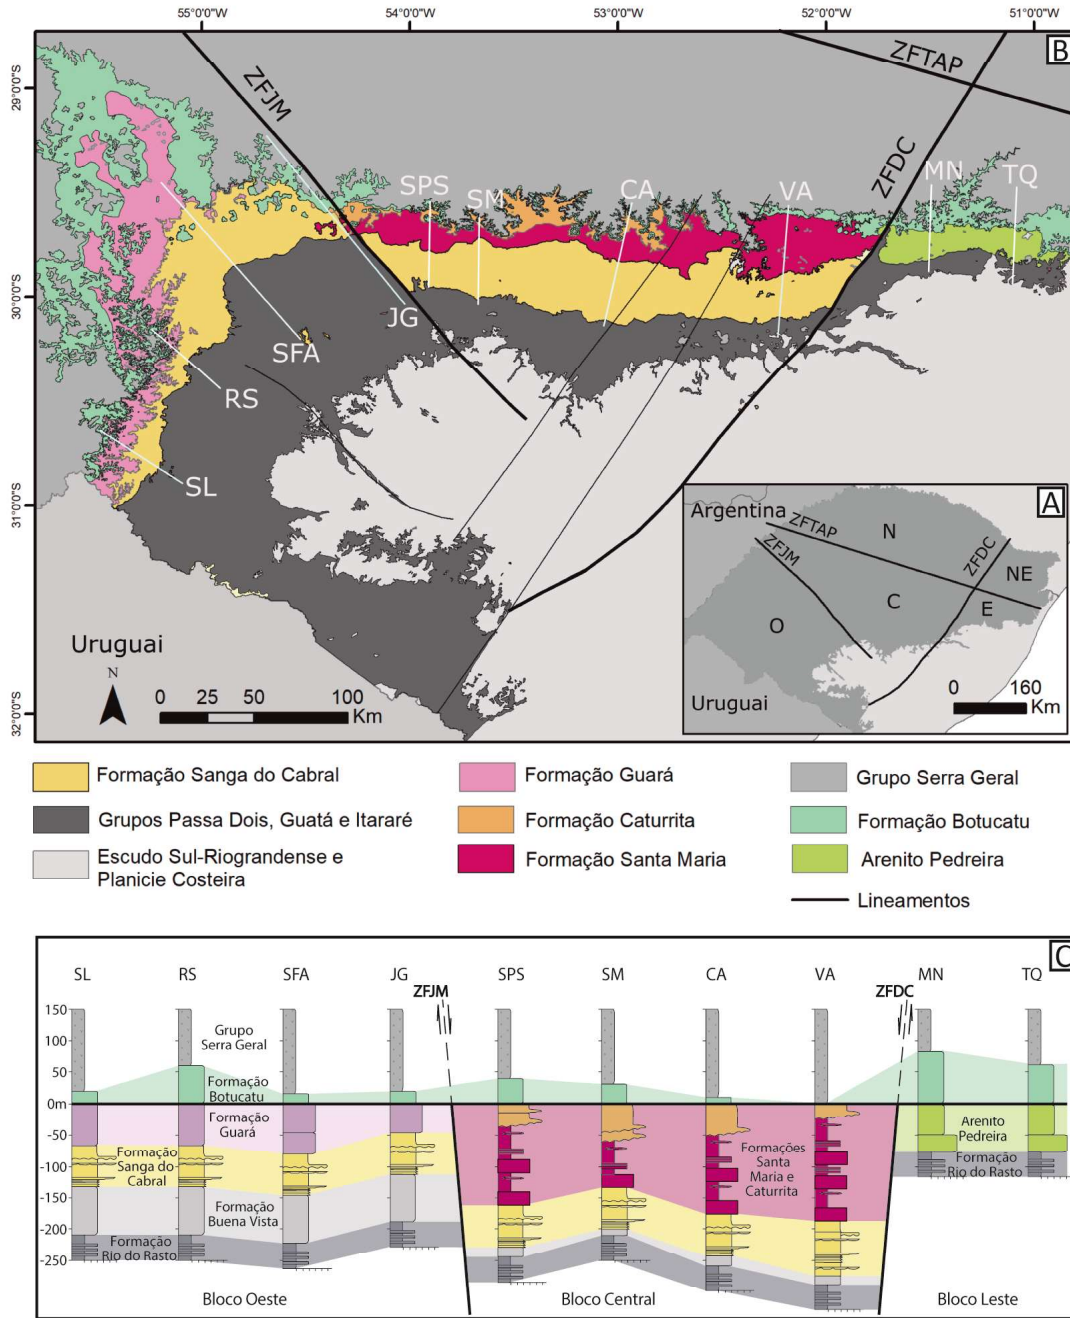 55°0'0"W
54°0'0"W
53°0'0"W
52°0'0"W
51°0'0"W
B
29°0'0"S
30°0'0"S
31°0'0"S
32°0'0"S
ZFJM
ZFTAP
ZFDC
SPS
SM
CA
VA
MN
TQ
JG
SFA
RS
SL
Uruguai
N
0 25 50 100
Km
A
Argentina
ZFTAP
ZFJM
ZFDC
N
NE
C
E
O
Uruguai
0 160
Km
Formação Sanga do Cabral
Formação Guará
Grupo Serra Geral
Grupos Passa Dois, Guatá e Itararé
Formação Caturrita
Formação Botucatu
Escudo Sul-Riograndense e
Planicie Costeira
Formação Santa Maria
Arenito Pedreira
Lineamentos
C
SL RS SFA JG SPS SM CA VA MN TQ
ZFJM
ZFDC
150
100
50
0m
-50
-100
-150
-200
-250
Grupo
Serra Geral
Formação
Botucatu
Formação
Guará
Formação
Sanga do
Cabral
Formação
Buena Vista
Formação
Rio do Rasto
Formações
Santa
Maria e
Caturrita
Arenito
Pedreira
Formação
Rio do Rasto
Bloco Oeste
Bloco Central
Bloco Leste